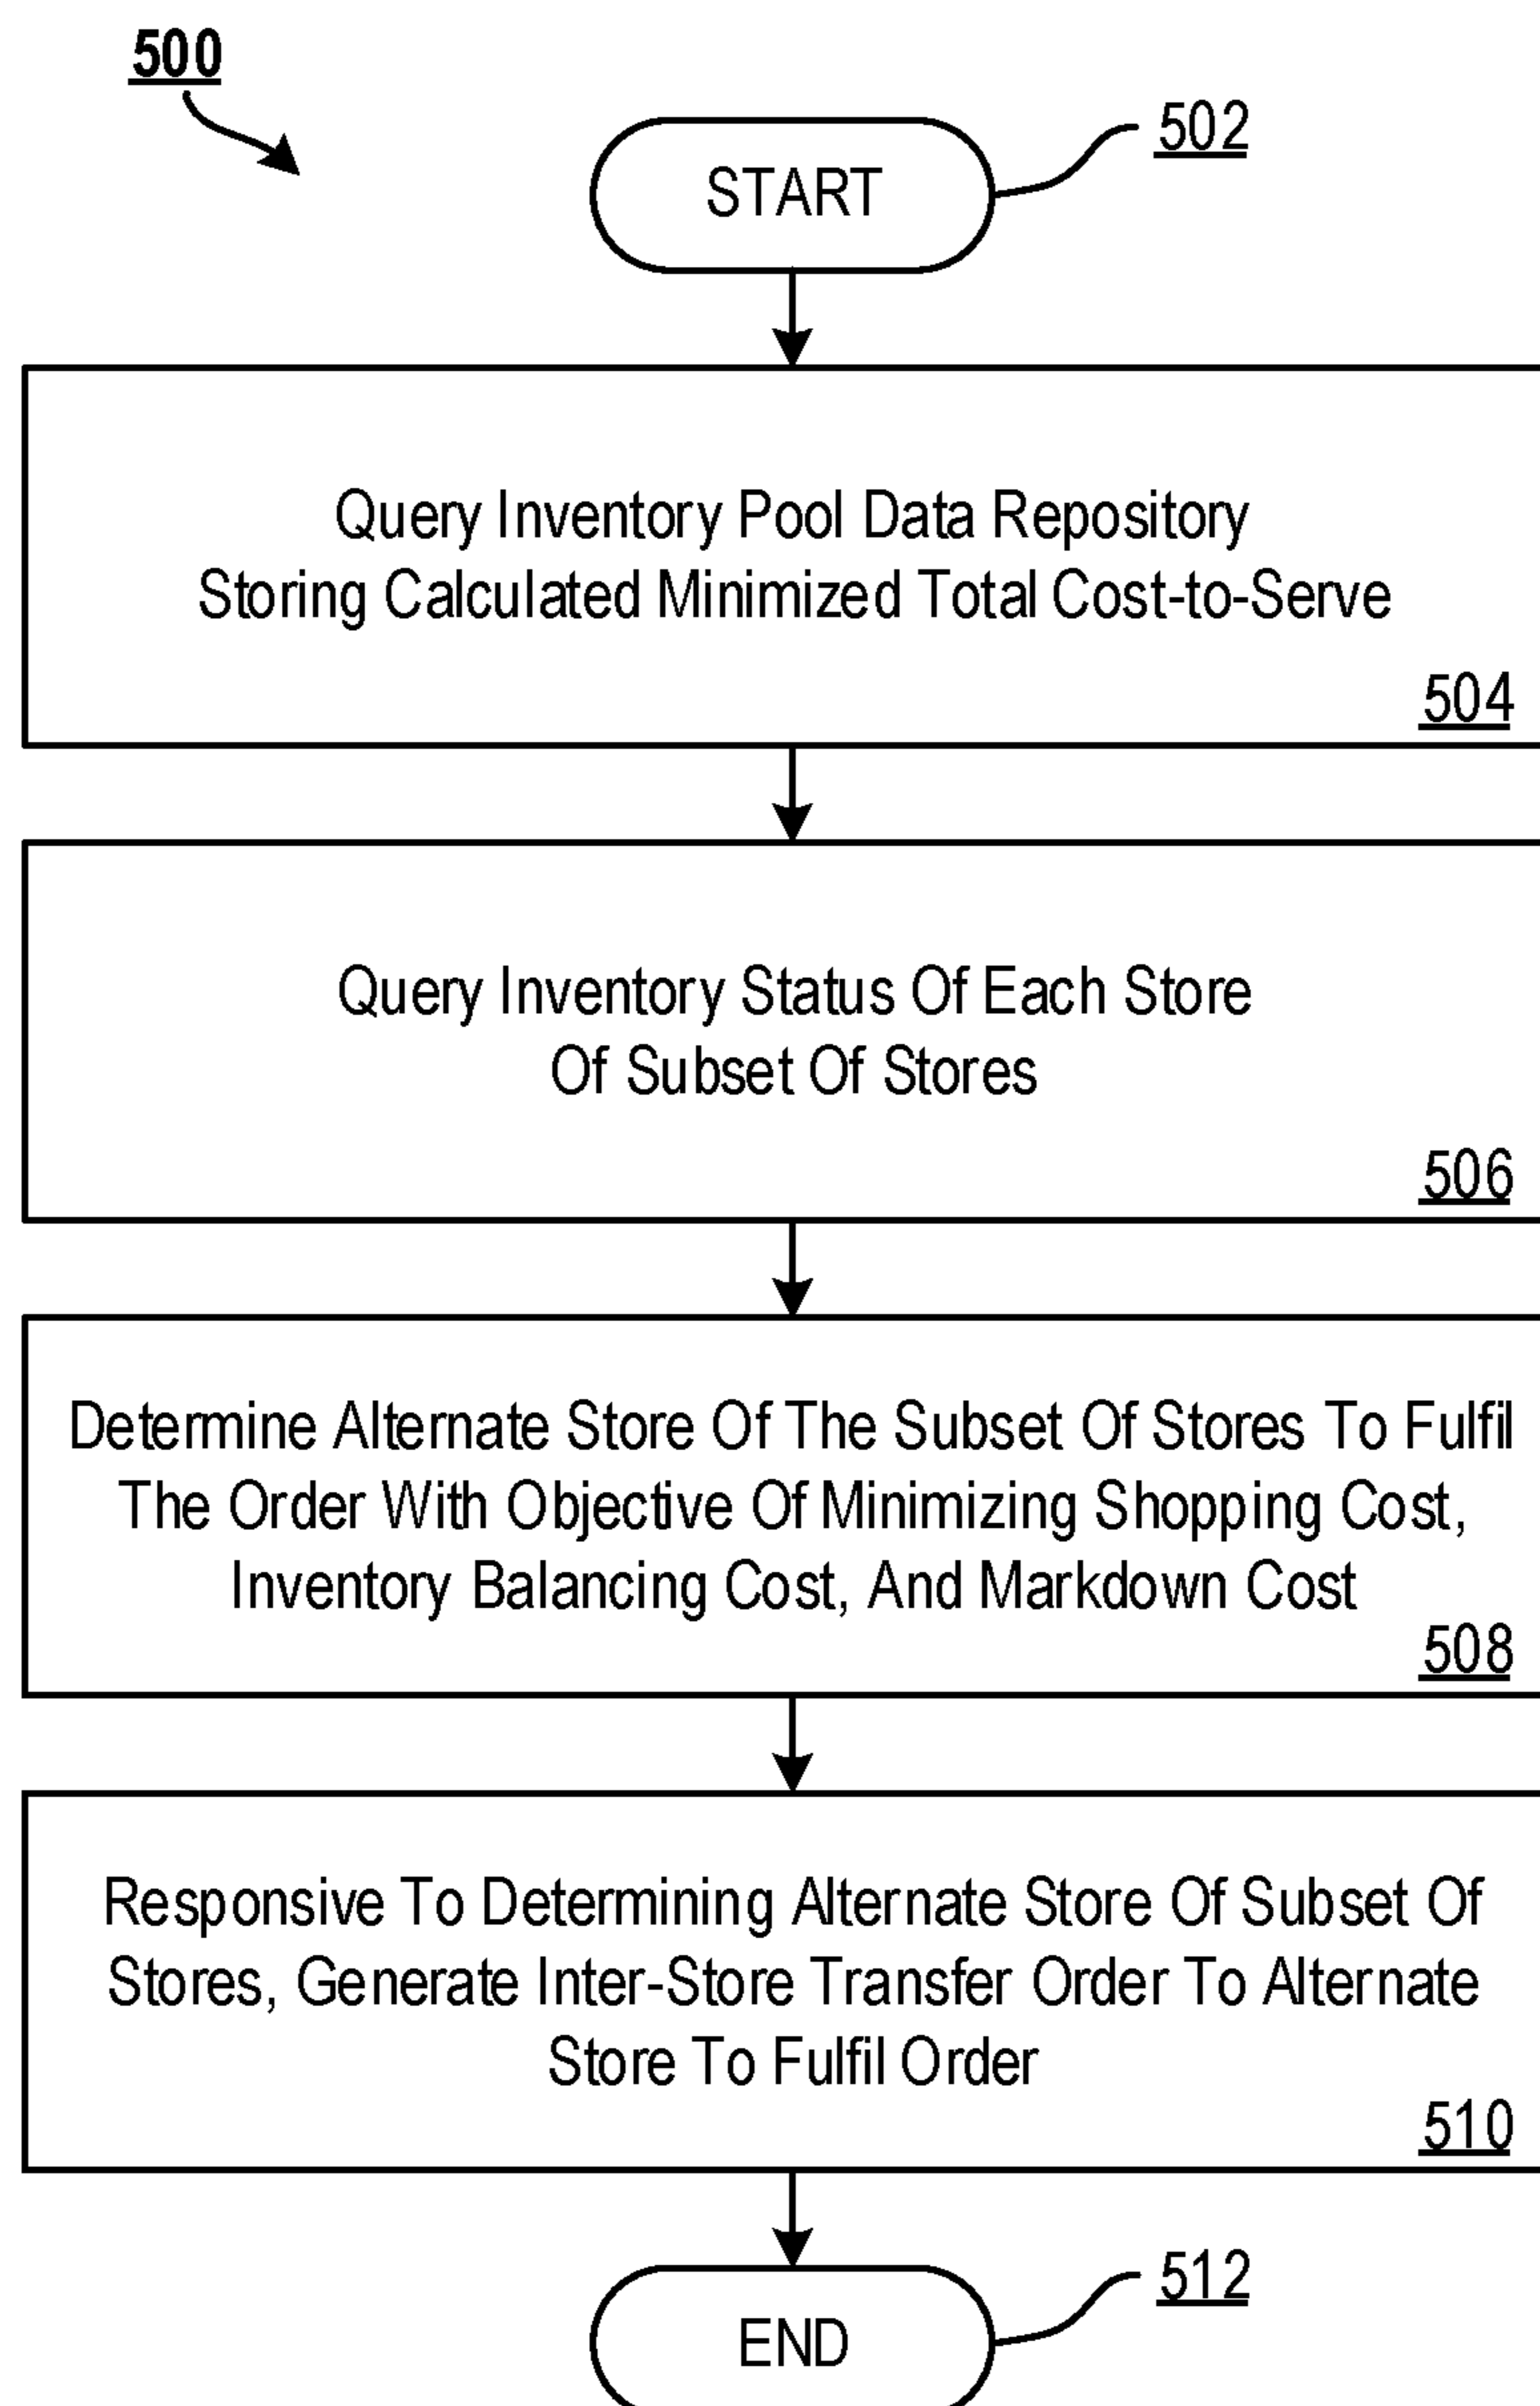 500
502
START
Query Inventory Pool Data Repository
Storing Calculated Minimized Total Cost-to-Serve
504
Query Inventory Status Of Each Store
Of Subset Of Stores
506
Determine Alternate Store Of The Subset Of Stores To Fulfil
The Order With Objective Of Minimizing Shopping Cost,
Inventory Balancing Cost, And Markdown Cost
508
Responsive To Determining Alternate Store Of Subset Of
Stores, Generate Inter-Store Transfer Order To Alternate
Store To Fulfil Order
510
512
END